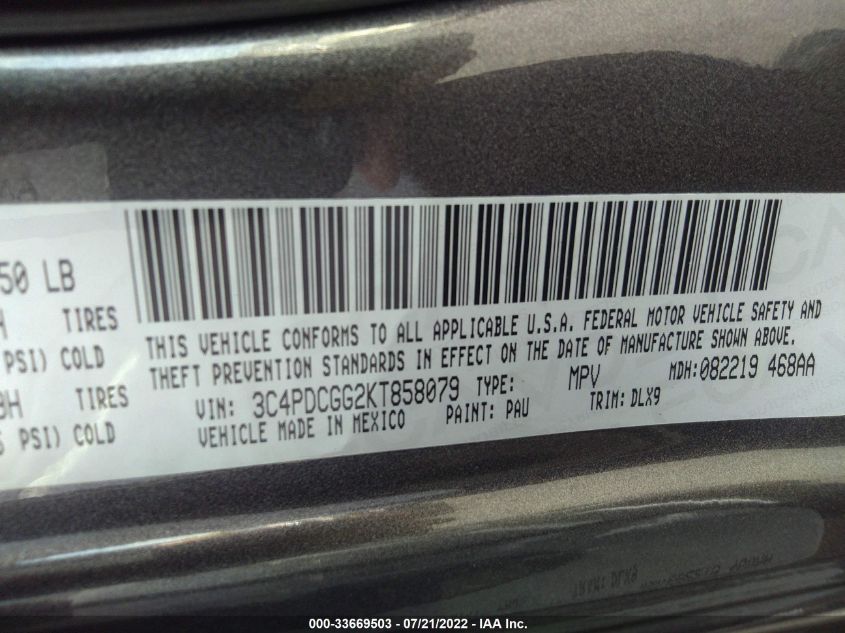 50 LB
TIRES
PSI) COLD
TIRES
PSI) COLD
THIS VEHICLE CONFORMS TO ALL APPLICABLE U.S.A. FEDERAL MOTOR VEHICLE SAFETY AND
THEFT PREVENTION STANDARDS IN EFFECT ON THE DATE OF MANUFACTURE SHOWN ABOVE.
VIN: 3C4PDCGG2KT858079 TYPE: MPV MDH:082219 468AA
VEHICLE MADE IN MEXICO PAINT: PAU TRIM: DLX9
000-33669503 - 07/21/2022 - IAA Inc.